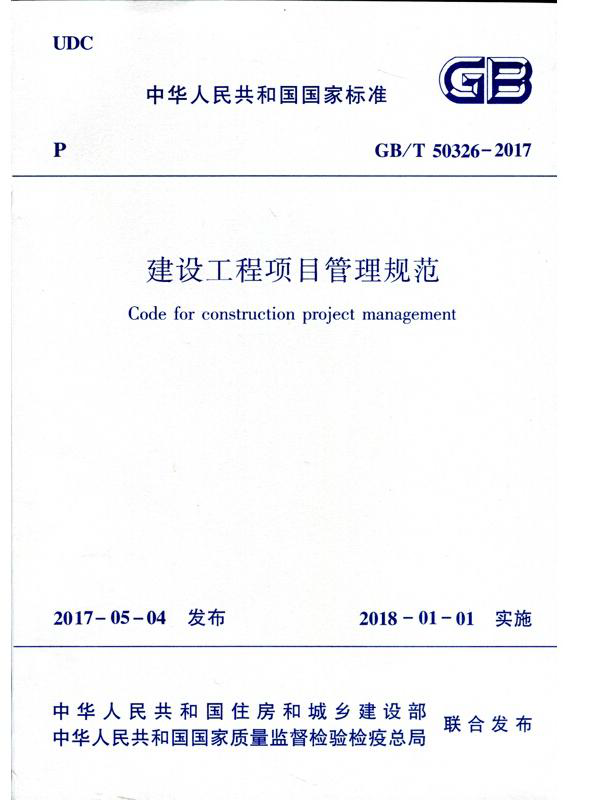 UDC
GB
中华人民共和国国家标准
P
GB/T 50326-2017
建设工程项目管理规范
Code for construction project management
2017-05-04 发布
2018-01-01 实施
中华人民共和国住房和城乡建设部
中华人民共和国国家质量监督检验检疫总局
联合发布